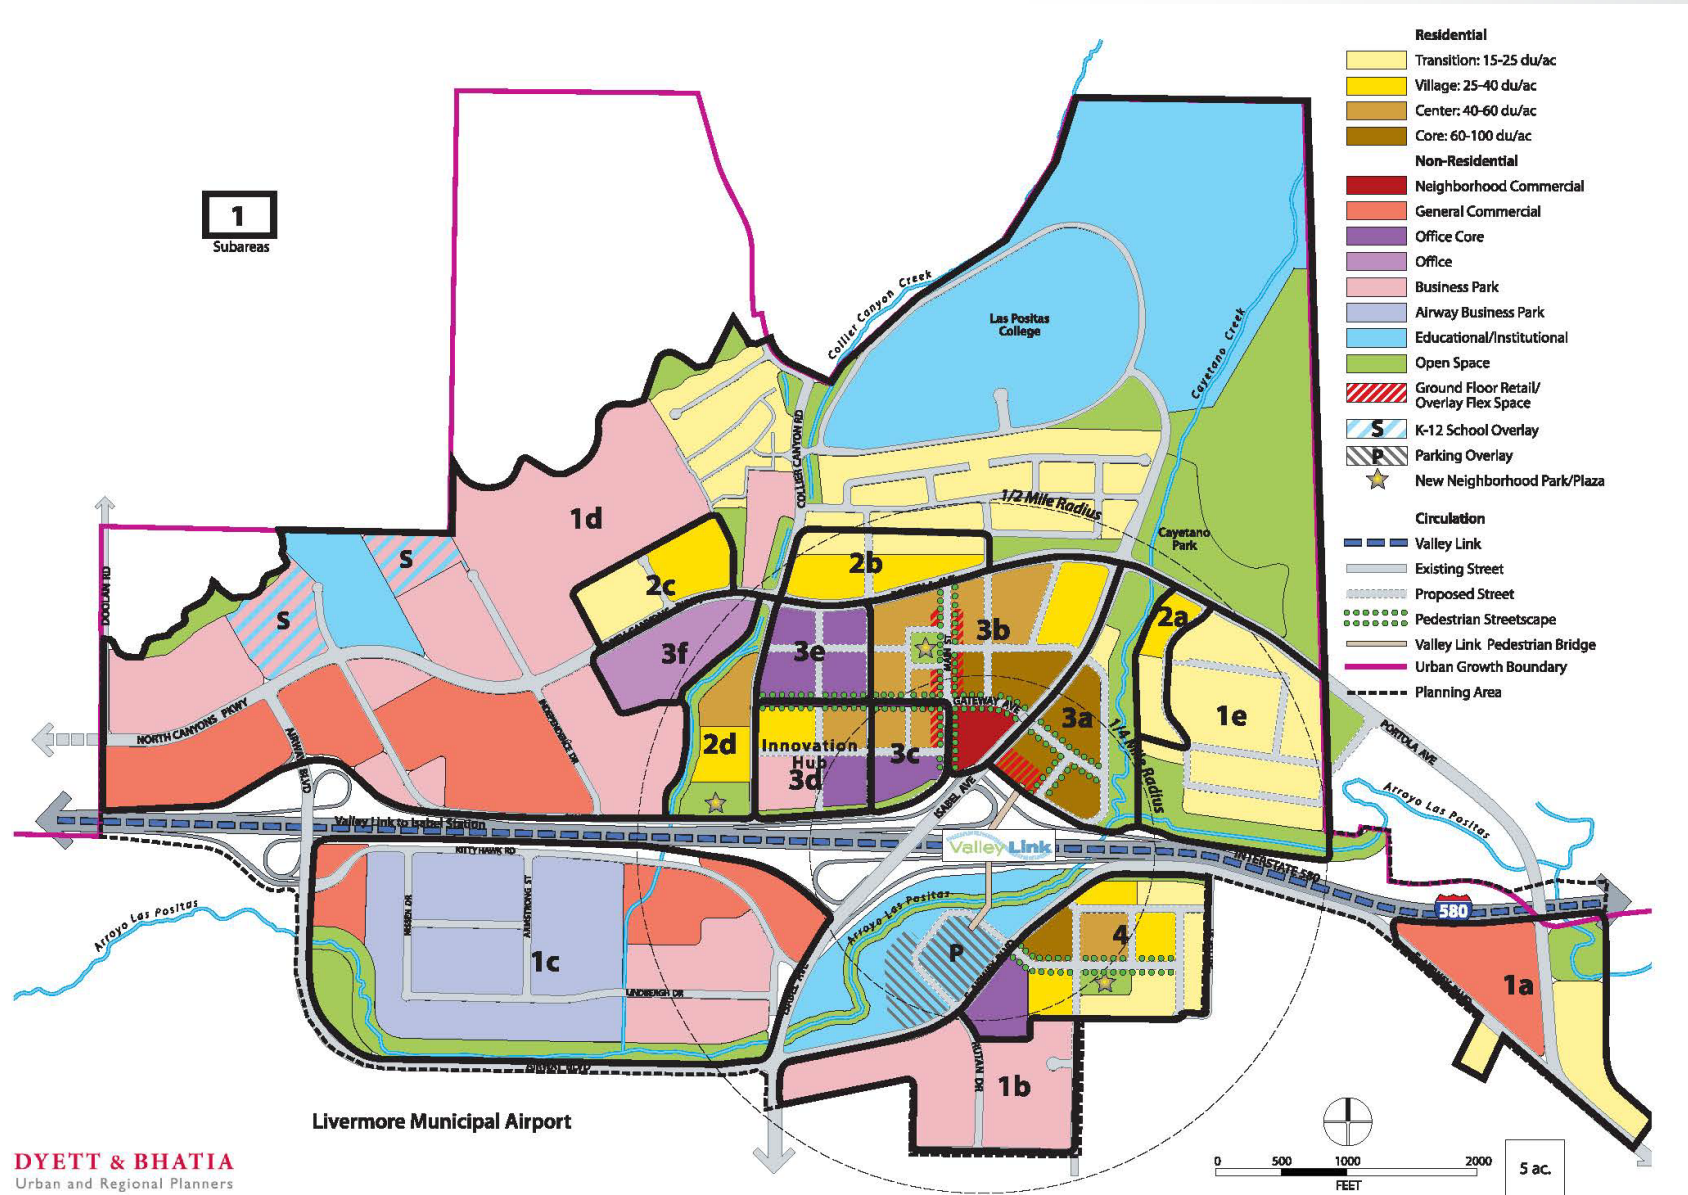 Residential
Transition: 15-25 du/ac
Village: 25-40 du/ac
Center: 40-60 du/ac
Core: 60-100 du/ac
Non-Residential
Neighborhood Commercial
General Commercial
Office Core
Office
Business Park
Airway Business Park
Educational/Institutional
Open Space
Ground Floor Retail/
Overlay Flex Space
S
K-12 School Overlay
P
Parking Overlay
New Neighborhood Park/Plaza
Circulation
Valley Link
Existing Street
Proposed Street
Pedestrian Streetscape
Valley Link Pedestrian Bridge
Urban Growth Boundary
Planning Area
1
Subareas
Collier Canyon Creek
Las Positas
College
Cayetano Creek
COLLIER CANYON RD
1/2 Mile Radius
1d
Cayetano
Park
S
S
2c
2b
2a
DOOLAN RD
3f
3e
3b
MAIN ST
1e
GATEWAY AVE
3a
NORTH CANYONS PKWY
AIRWAY BLVD
INDEPENDENCE DR
2d
Innovation
Hub
3d
3c
1/4 Mile Radius
PORTOLA AVE
ISABEL AVE
Arroyo Las Positas
Valley Link to Isabel Station
ValleyLink
INTERSTATE 580
580
KITTY HAWK RD
ARMSTRONG ST
1c
LINDBERGH DR
Arroyo Las Positas
Arroyo Las Positas
P
4
1a
RUTAN DR
1b
Livermore Municipal Airport
DYETT & BHATIA
Urban and Regional Planners
0 500 1000 2000
FEET
5 ac.